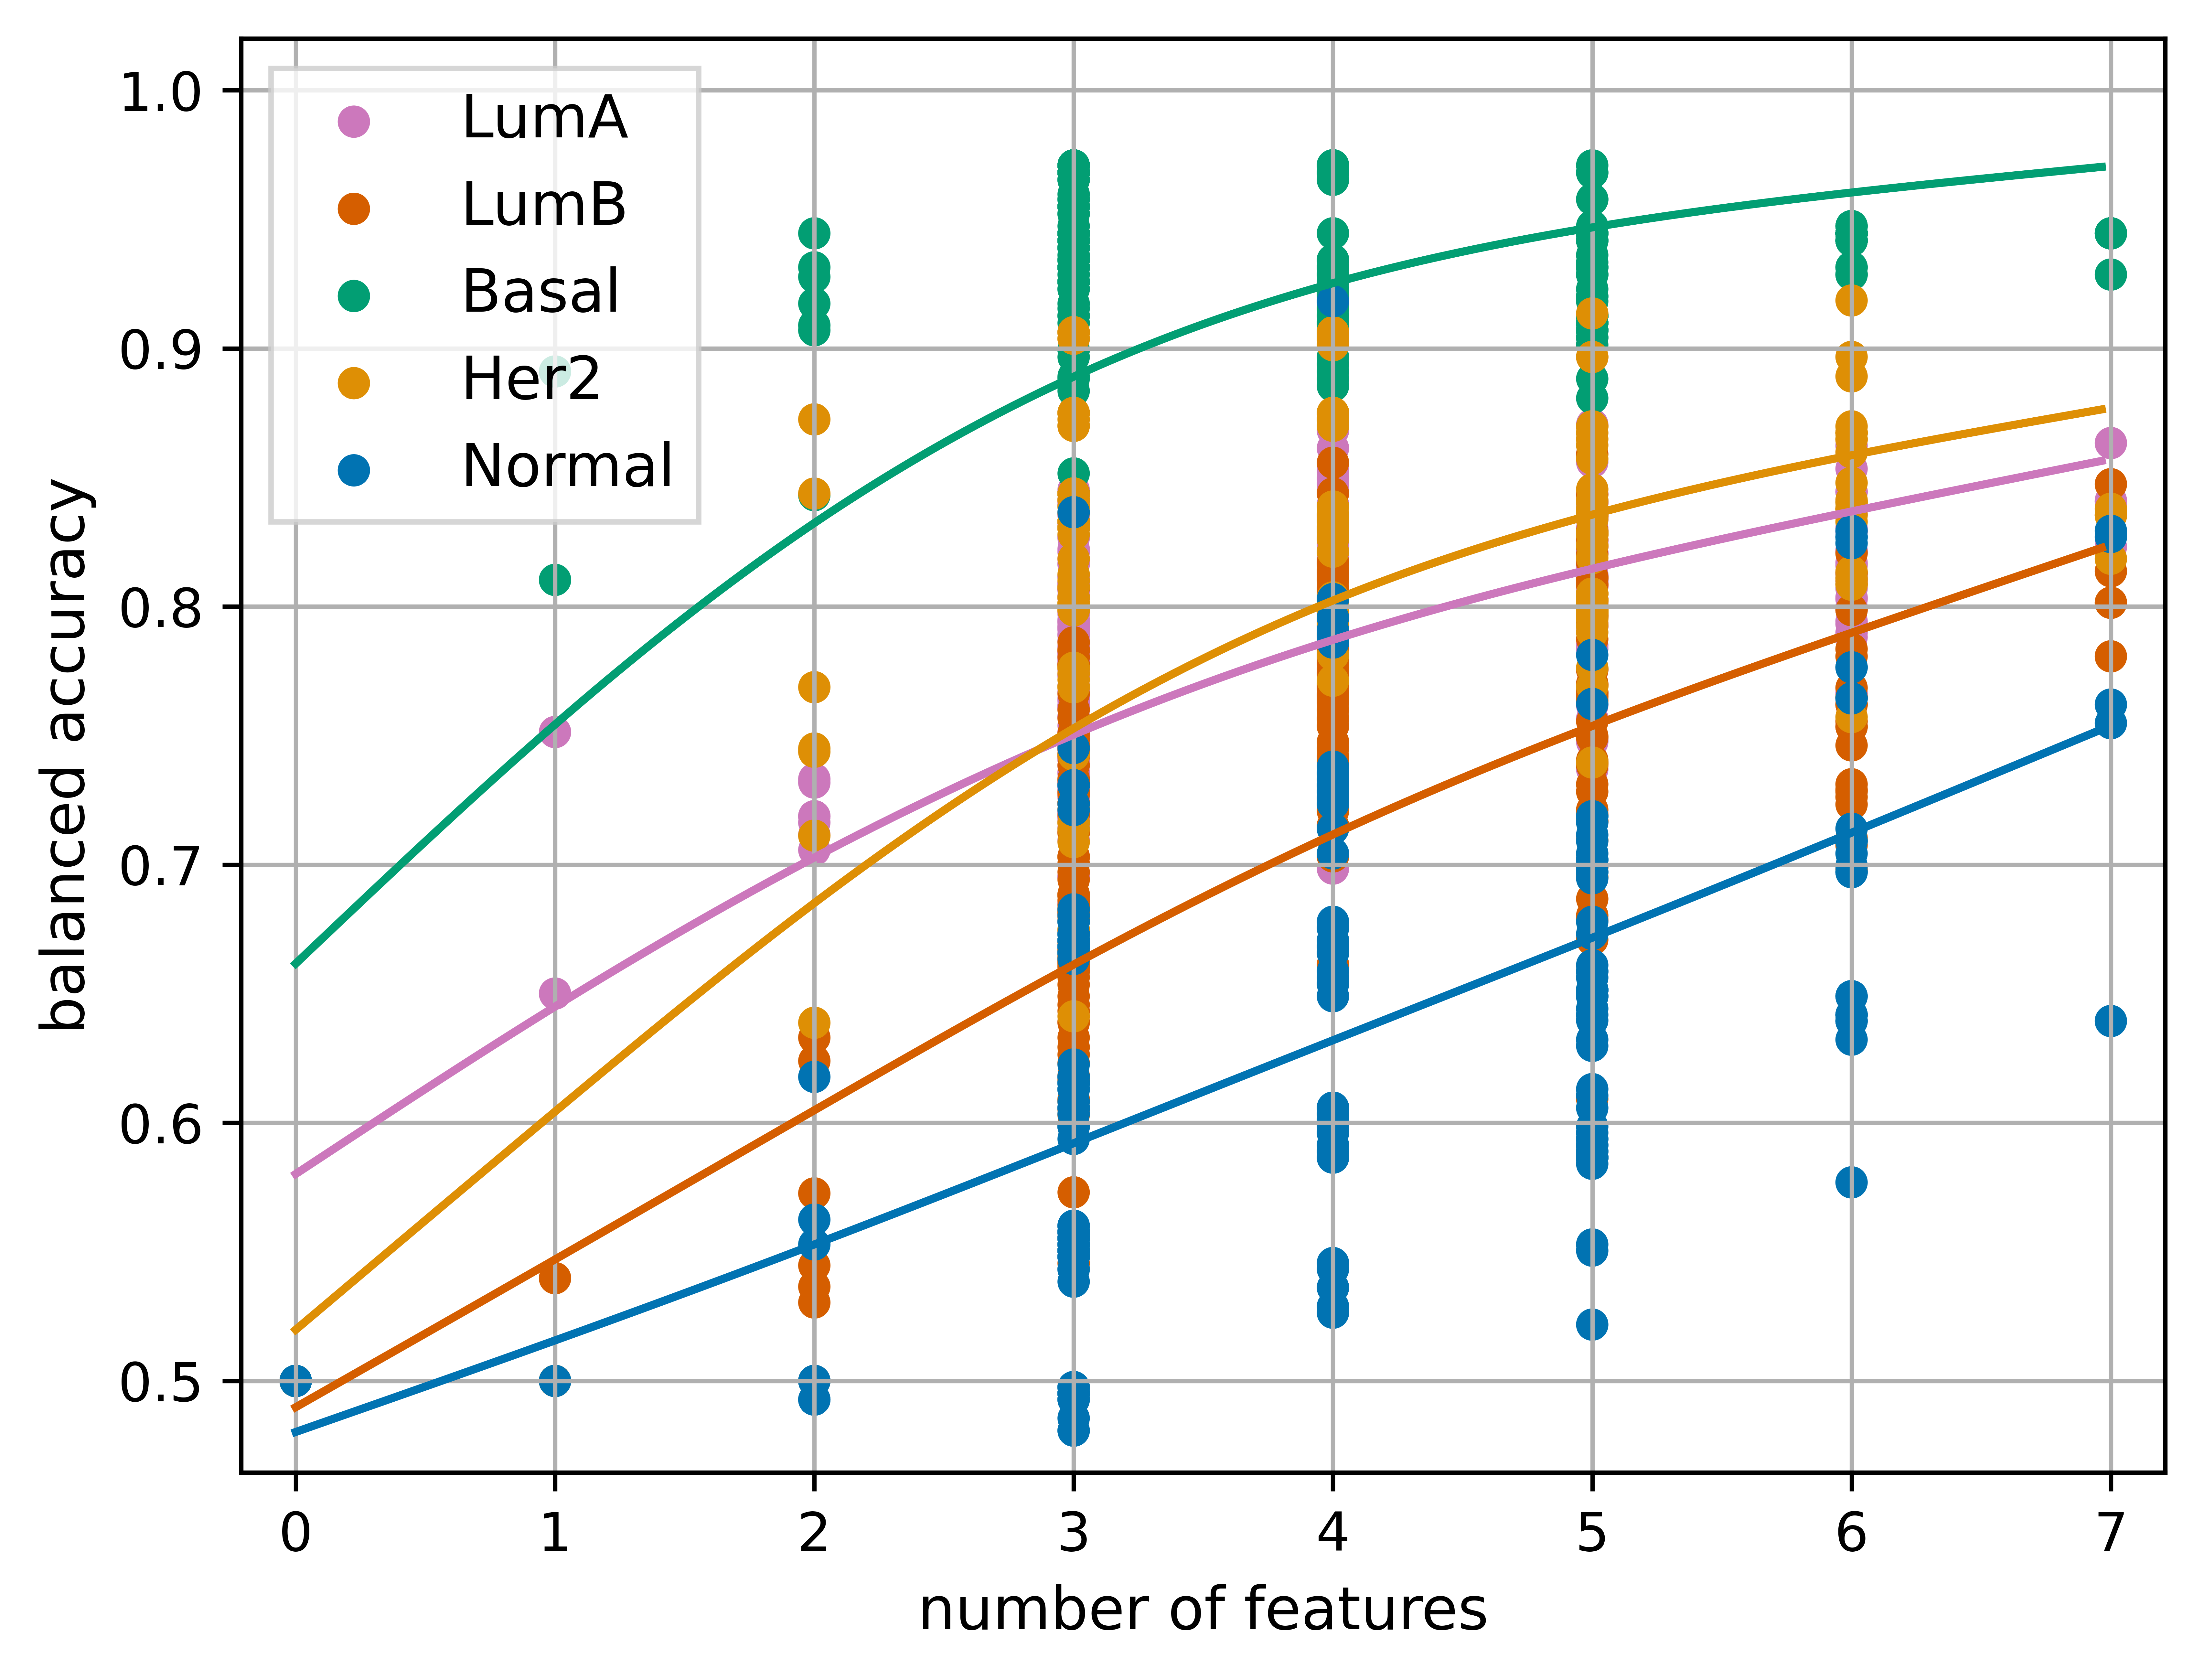 LumA
LumB
Basal
Her2
Normal
balanced accuracy
1.0
0.9
0.8
0.7
0.6
0.5
0 1 2 3 4 5 6 7
number of features